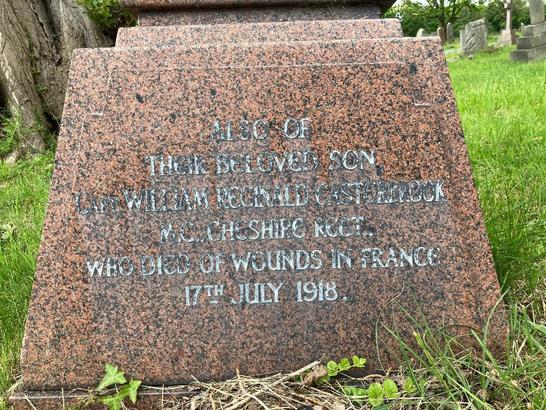 ALSO OF
THEIR BELOVED SON,
CAPT WILLIAM REGINALD EASTERBROOK
M.C., CHESHIRE REGT.,
WHO DIED OF WOUNDS IN FRANCE
17TH JULY 1918.